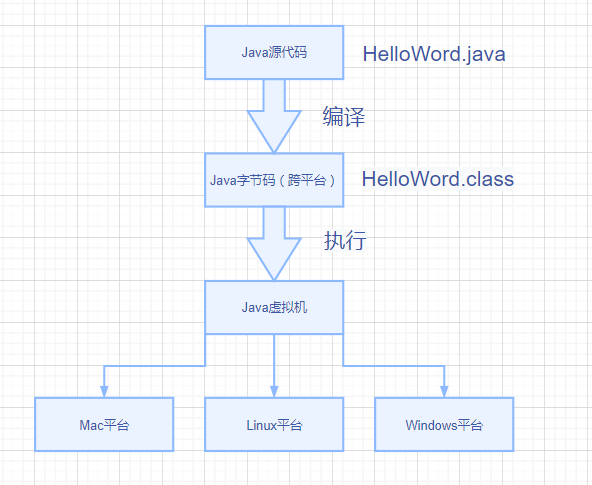 Java源代码
HelloWord.java
编译
Java字节码（跨平台）
HelloWord.class
执行
Java虚拟机
Mac平台
Linux平台
Windows平台